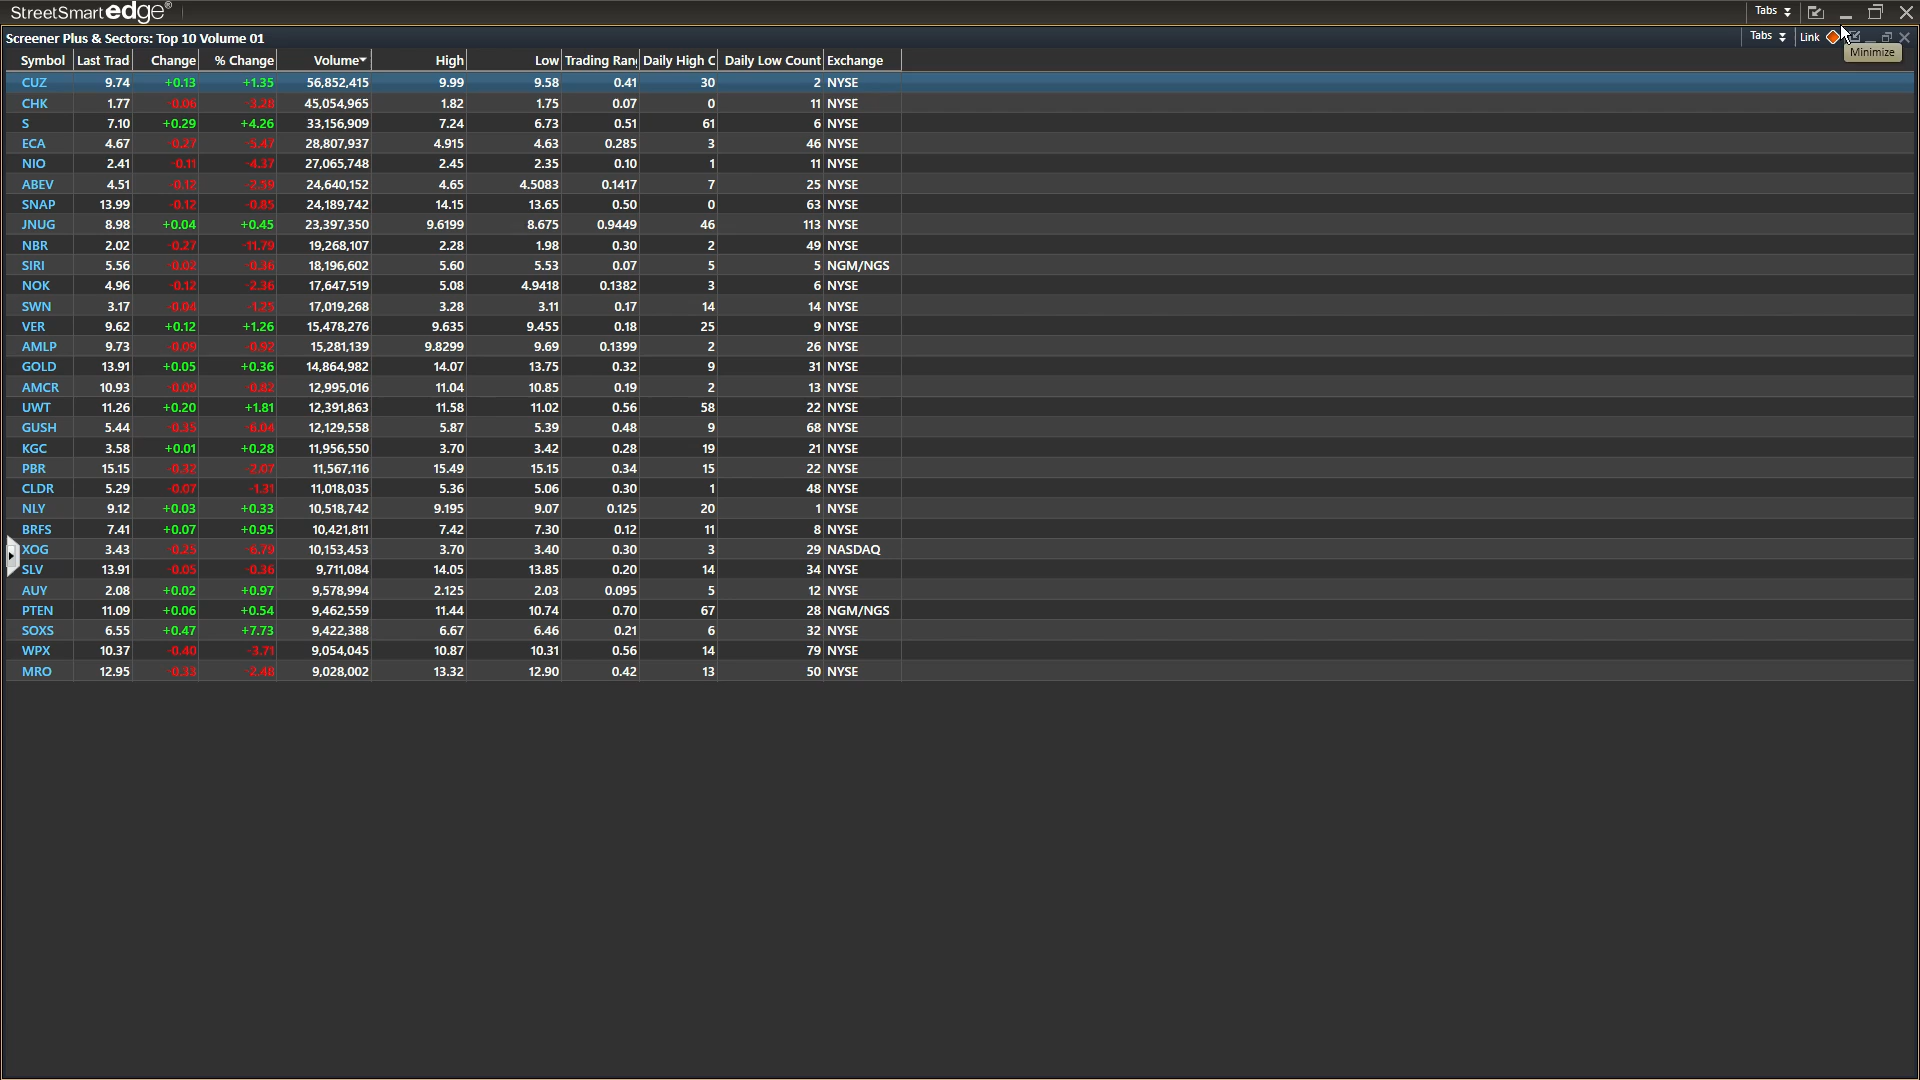 StreetSmartedge®
Tabs
Screener Plus & Sectors: Top 10 Volume 01
Tabs Link
Minimize
Symbol Last Trad Change % Change Volume High Low Trading Ran Daily High C Daily Low Count Exchange
CUZ 9.74 +0.13 +1.35 56,852,415 9.99 9.58 0.41 30 2 NYSE
CHK 1.77 -0.06 -3.28 45,054,965 1.82 1.75 0.07 0 11 NYSE
S 7.10 +0.29 +4.26 33,156,909 7.24 6.73 0.51 61 6 NYSE
ECA 4.67 -0.27 -5.47 28,807,937 4.915 4.63 0.285 3 46 NYSE
NIO 2.41 -0.11 -4.37 27,065,748 2.45 2.35 0.10 1 11 NYSE
ABEV 4.51 -0.12 -2.59 24,640,152 4.65 4.5083 0.1417 7 25 NYSE
SNAP 13.99 -0.12 -0.85 24,189,742 14.15 13.65 0.50 0 63 NYSE
JNUG 8.98 +0.04 +0.45 23,397,350 9.6199 8.675 0.9449 46 113 NYSE
NBR 2.02 -0.27 -11.79 19,268,107 2.28 1.98 0.30 2 49 NYSE
SIRI 5.56 -0.02 -0.36 18,196,602 5.60 5.53 0.07 5 5 NGM/NGS
NOK 4.96 -0.12 -2.36 17,647,519 5.08 4.9418 0.1382 3 6 NYSE
SWN 3.17 -0.04 -1.25 17,019,268 3.28 3.11 0.17 14 14 NYSE
VER 9.62 +0.12 +1.26 15,478,276 9.635 9.455 0.18 25 9 NYSE
AMLP 9.73 -0.09 -0.92 15,281,139 9.8299 9.69 0.1399 2 26 NYSE
GOLD 13.91 +0.05 +0.36 14,864,982 14.07 13.75 0.32 9 31 NYSE
AMCR 10.93 -0.09 -0.82 12,995,016 11.04 10.85 0.19 2 13 NYSE
UWT 11.26 +0.20 +1.81 12,391,863 11.58 11.02 0.56 58 22 NYSE
GUSH 5.44 -0.35 -6.04 12,129,558 5.87 5.39 0.48 9 68 NYSE
KGC 3.58 +0.01 +0.28 11,956,550 3.70 3.42 0.28 19 21 NYSE
PBR 15.15 -0.32 -2.07 11,567,116 15.49 15.15 0.34 15 22 NYSE
CLDR 5.29 -0.07 -1.31 11,018,035 5.36 5.06 0.30 1 48 NYSE
NLY 9.12 +0.03 +0.33 10,518,742 9.195 9.07 0.125 20 1 NYSE
BRFS 7.41 +0.07 +0.95 10,421,811 7.42 7.30 0.12 11 8 NYSE
XOG 3.43 -0.25 -6.79 10,153,453 3.70 3.40 0.30 3 29 NASDAQ
SLV 13.91 -0.05 -0.36 9,711,084 14.05 13.85 0.20 14 34 NYSE
AUY 2.08 +0.02 +0.97 9,578,994 2.125 2.03 0.095 5 12 NYSE
PTEN 11.09 +0.06 +0.54 9,462,559 11.44 10.74 0.70 67 28 NGM/NGS
SOXS 6.55 +0.47 +7.73 9,422,388 6.67 6.46 0.21 6 32 NYSE
WPX 10.37 -0.40 -3.71 9,054,045 10.87 10.31 0.56 14 79 NYSE
MRO 12.95 -0.33 -2.48 9,028,002 13.32 12.90 0.42 13 50 NYSE